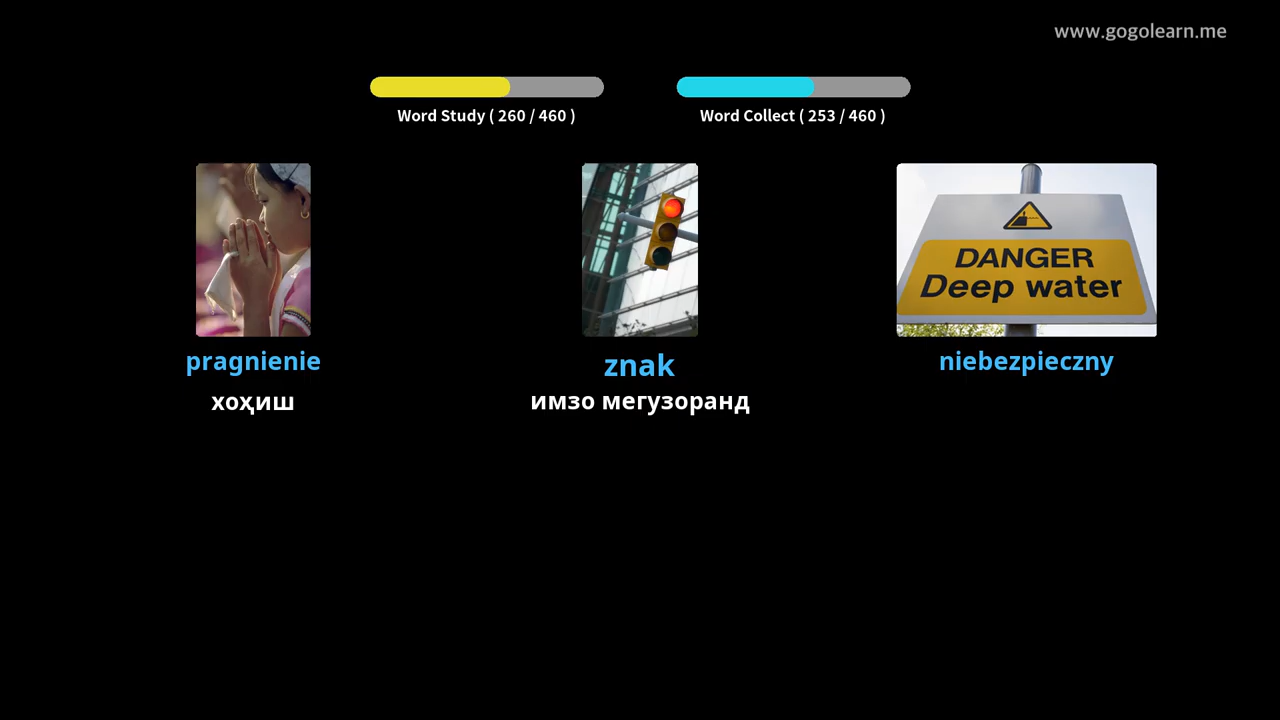 www.gogolearn.me
Word Study ( 260 / 460 )
Word Collect ( 253 / 460 )
DANGER
Deep water
pragnienie
znak
niebezpieczny
хоҳиш
имзо мегузоранд